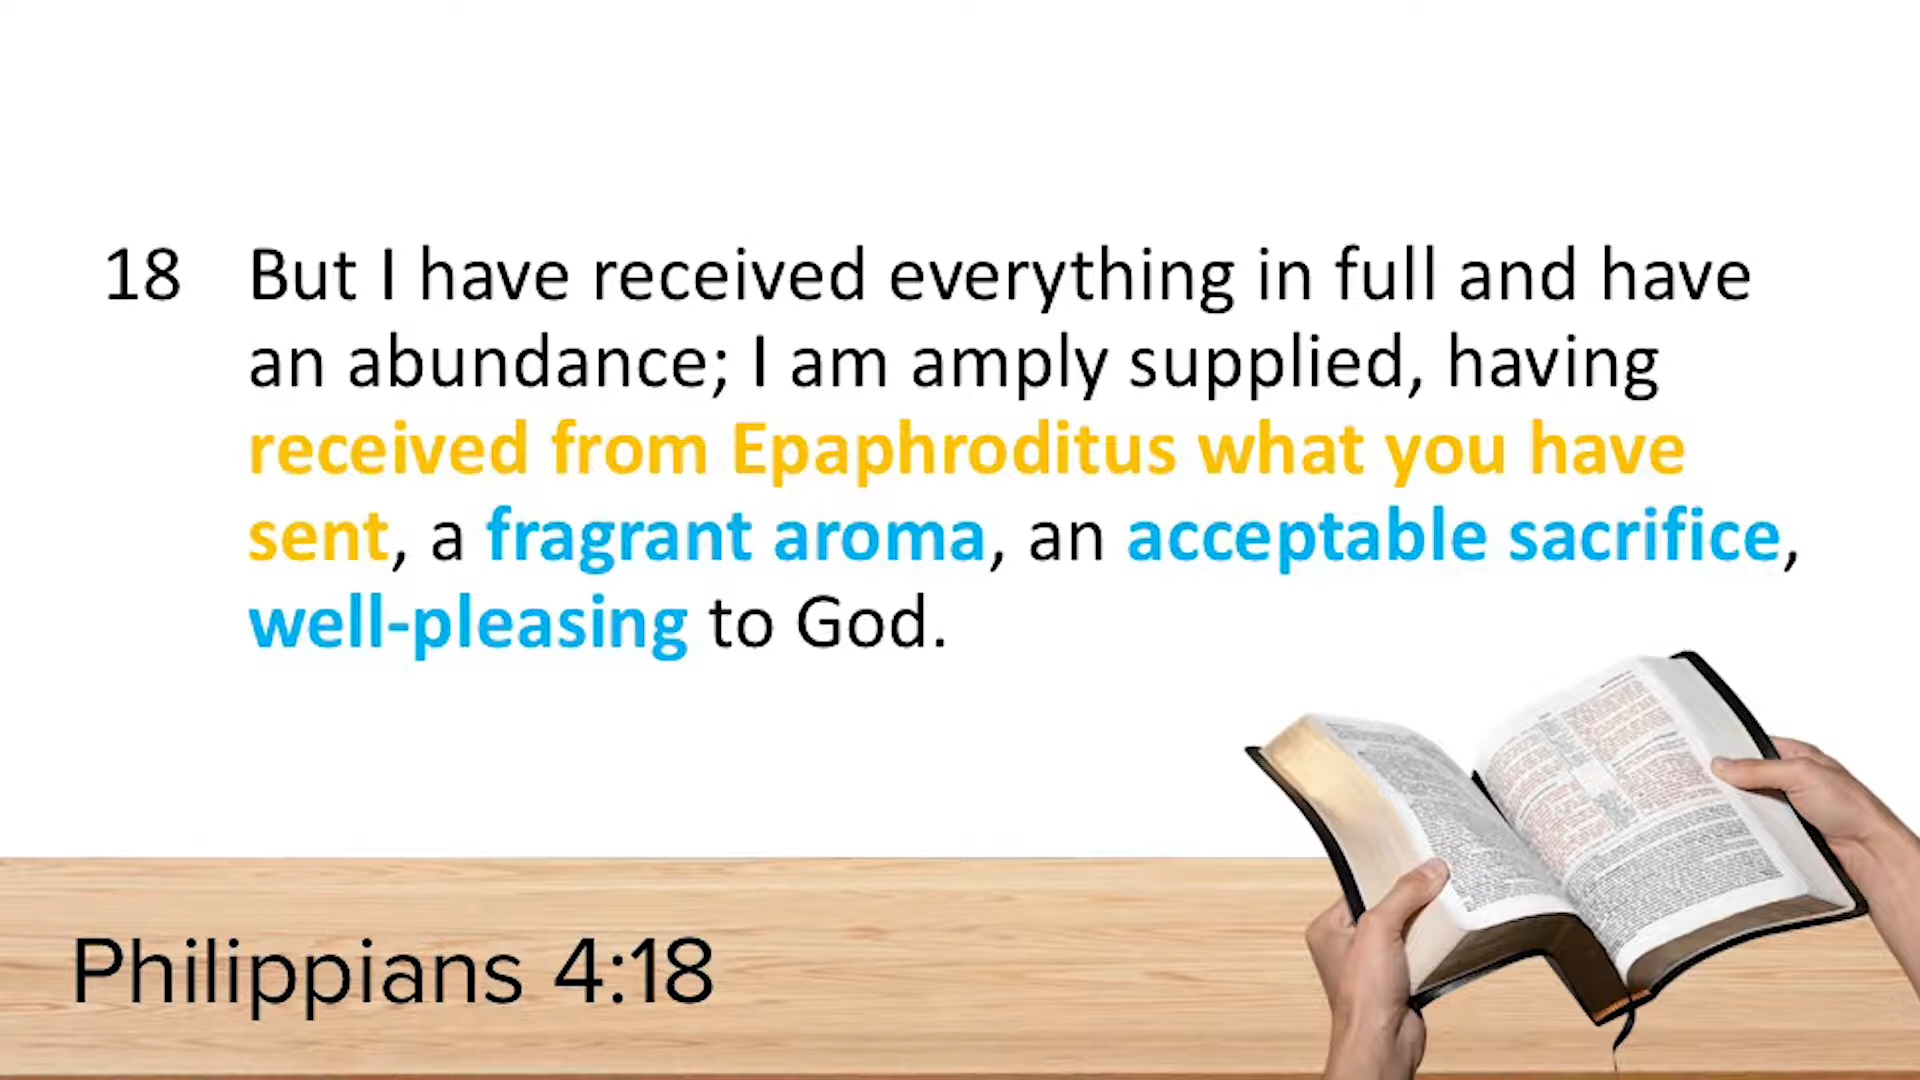 18 But I have received everything in full and have
an abundance; I am amply supplied, having
received from Epaphroditus what you have
sent, a fragrant aroma, an acceptable sacrifice,
well-pleasing to God.
Philippians 4:18